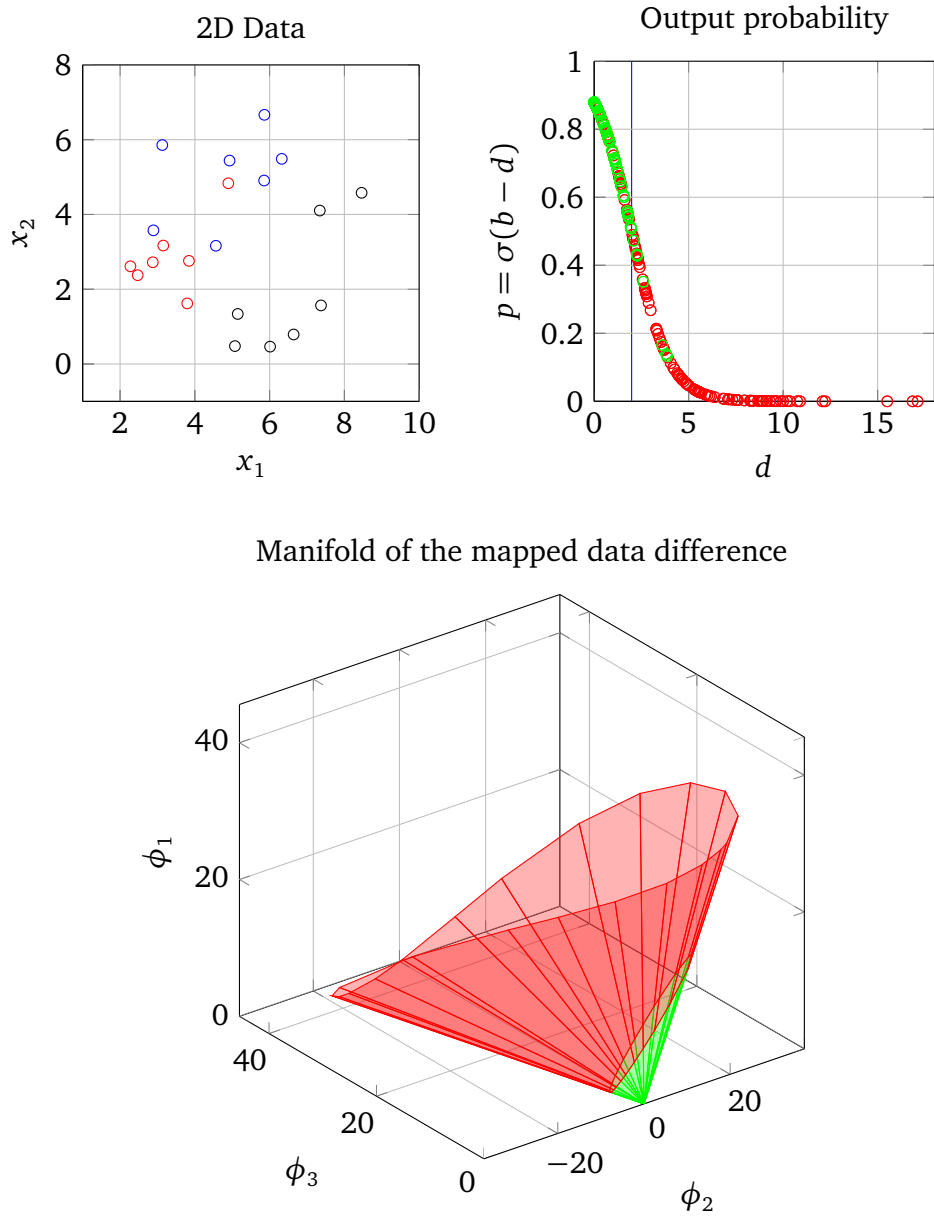 2D Data
8
6
4
2
0
2 4 6 8 10
x₂
x₁
Output probability
1
0.8
0.6
0.4
0.2
0
0 5 10 15
p = σ(b − d)
d
Manifold of the mapped data difference
40
20
0
ϕ₁
40
20
0
ϕ₃
−20
0
20
ϕ₂